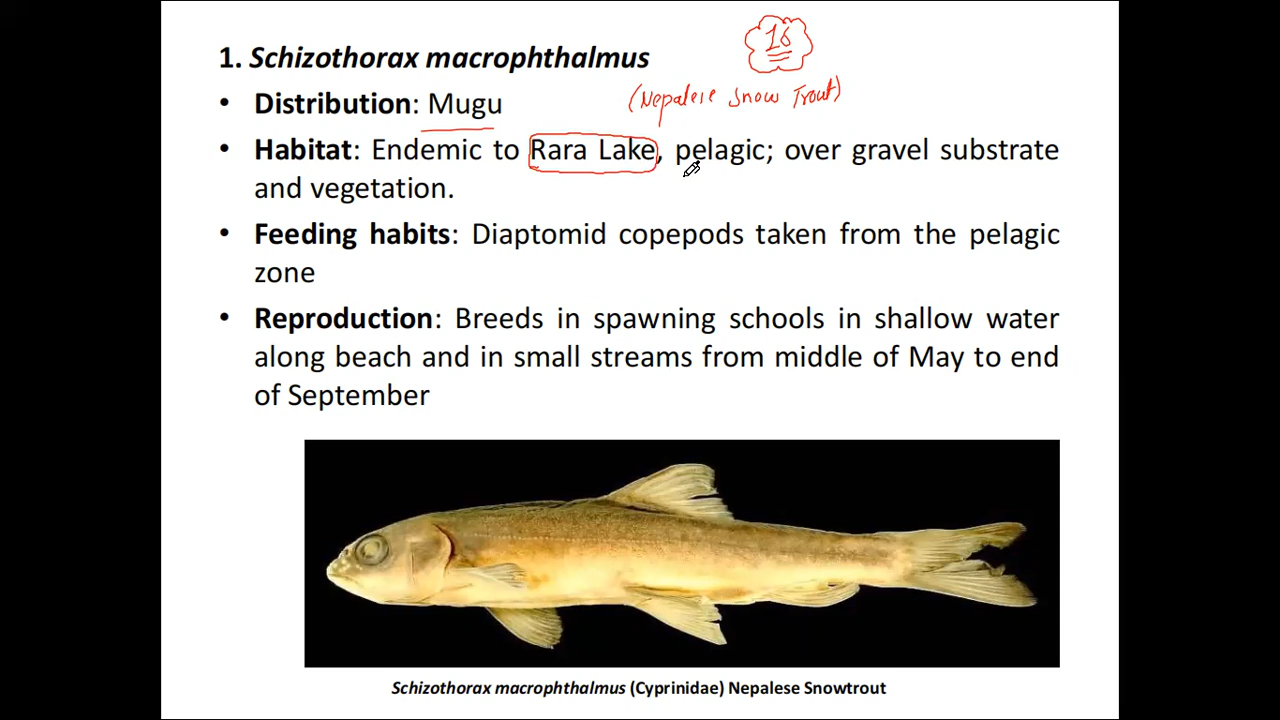 16
1. Schizothorax macrophthalmus
(Nepalese Snow Trout)
• Distribution: Mugu
• Habitat: Endemic to Rara Lake, pelagic; over gravel substrate
and vegetation.
• Feeding habits: Diaptomid copepods taken from the pelagic
zone
• Reproduction: Breeds in spawning schools in shallow water
along beach and in small streams from middle of May to end
of September
Schizothorax macrophthalmus (Cyprinidae) Nepalese Snowtrout